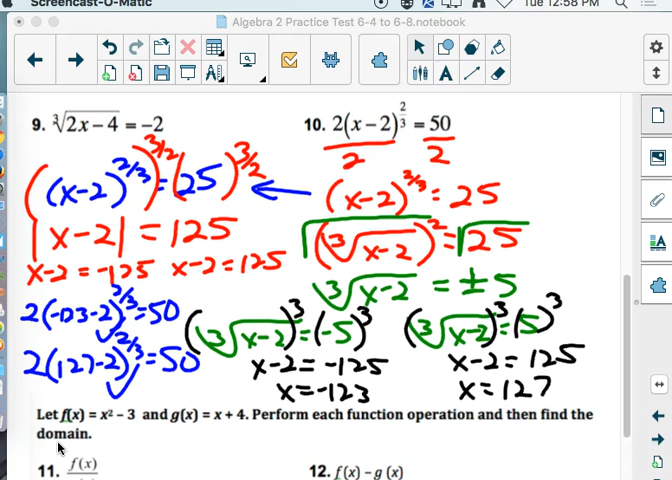 Screencast-O-Matic
Tue 12:58 PM
Algebra 2 Practice Test 6-4 to 6-8.notebook
9. ∛(2x − 4) = −2
10. 2(x − 2)^(2/3) = 50
2 2
((x-2)^(2/3))^(3/2) = (25)^(3/2)
(x-2)^(2/3) = 25
|x-2| = 125
√(∛(x-2))² = √25
x-2 = -125 x-2 = 125
∛(x-2) = ± 5
2(-123-2)^(2/3) = 50 ✓
(∛(x-2))³ = (-5)³
(∛(x-2))³ = (5)³
2(127-2)^(2/3) = 50 ✓
x-2 = -125
x-2 = 125
x = -123
x = 127
Let f(x) = x² − 3 and g(x) = x + 4. Perform each function operation and then find the
domain.
11. f(x)
12. f(x) − g (x)